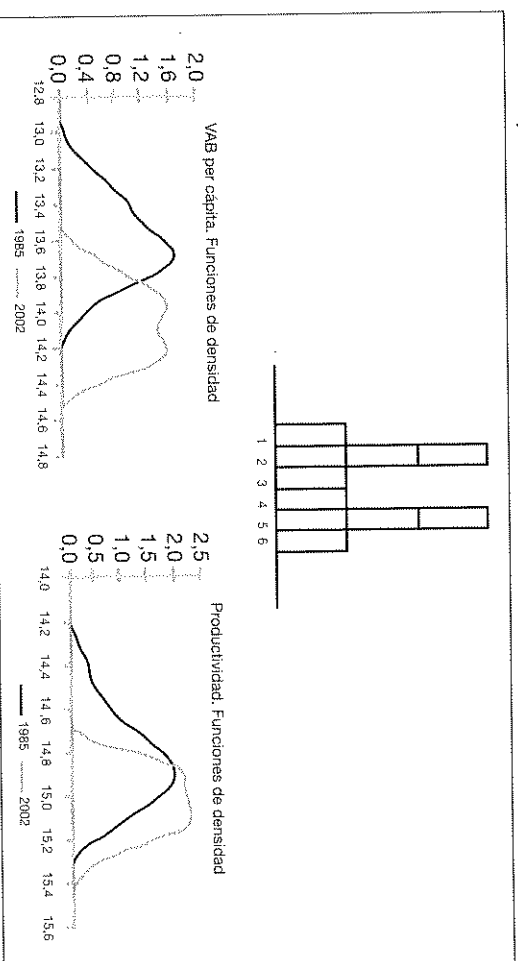 1 2 3 4 5 6
VAB per cápita. Funciones de densidad
2,0
1,6
1,2
0,8
0,4
0,0
12,8 13,0 13,2 13,4 13,6 13,8 14,0 14,2 14,4 14,6 14,8
1985 2002
Productividad. Funciones de densidad
2,5
2,0
1,5
1,0
0,5
0,0
14,0 14,2 14,4 14,6 14,8 15,0 15,2 15,4 15,6
1985 2002